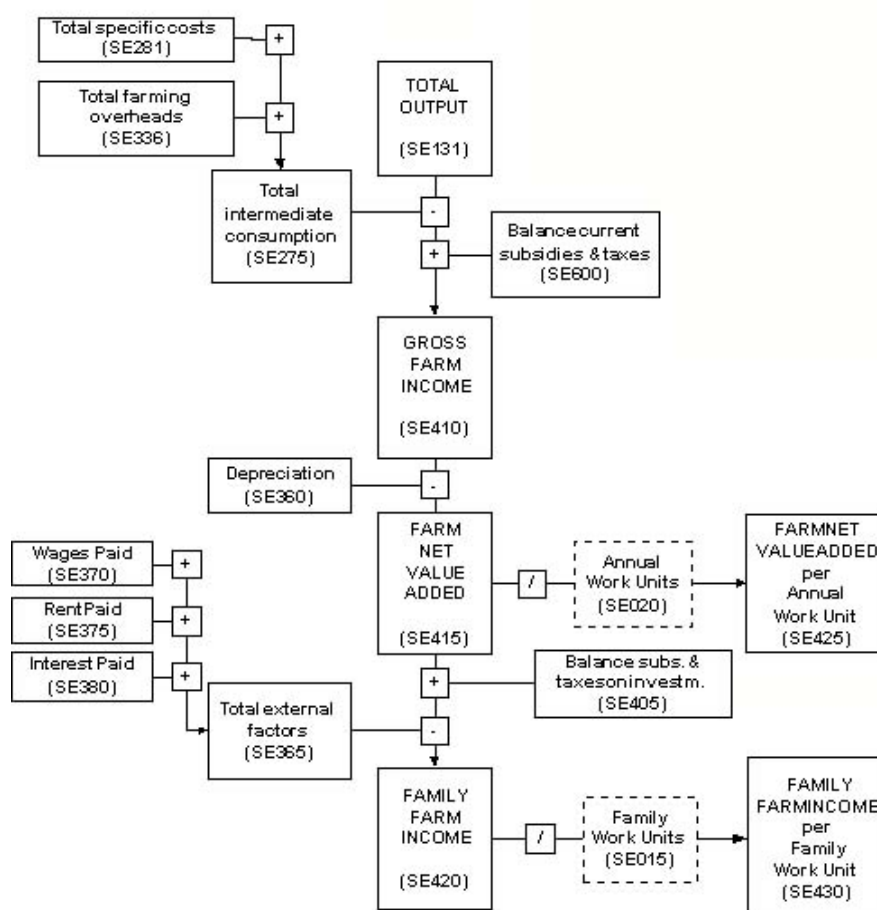 Total specific costs
(SE281)
+
Total farming
overheads
(SE336)
+
TOTAL
OUTPUT
(SE131)
Total
intermediate
consumption
(SE275)
-
+
Balance current
subsidies & taxes
(SE600)
GROSS
FARM
INCOME
(SE410)
Depreciation
(SE360)
-
FARM
NET
VALUE
ADDED
(SE415)
/
Annual
Work Units
(SE020)
FARMNET
VALUEADDED
per
Annual
Work Unit
(SE425)
Wages Paid
(SE370)
+
RentPaid
(SE375)
+
Interest Paid
(SE380)
+
Total external
factors
(SE365)
+
-
Balance subs. &
taxesoninvestm.
(SE405)
FAMILY
FARM
INCOME
(SE420)
/
Family
Work Units
(SE015)
FAMILY
FARMINCOME
per
Family
Work Unit
(SE430)